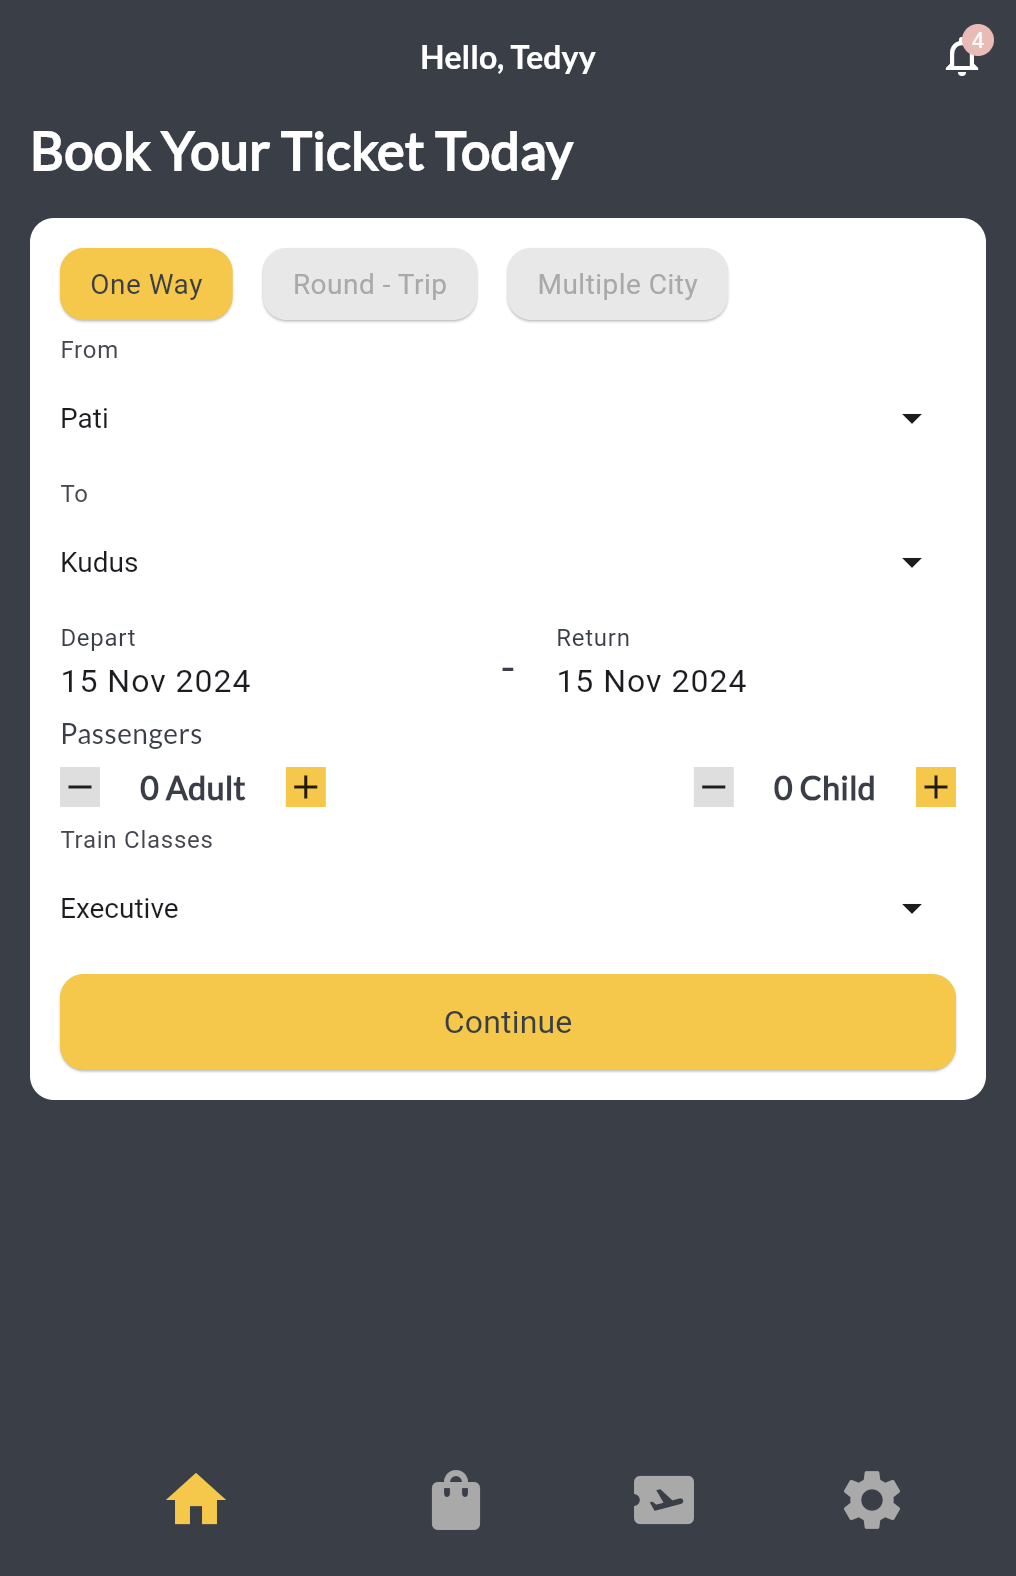 Hello, Tedyy
4
Book Your Ticket Today
One Way
Round - Trip
Multiple City
From
Pati
To
Kudus
Depart
Return
15 Nov 2024 - 15 Nov 2024
Passengers
0 Adult
0 Child
Train Classes
Executive
Continue